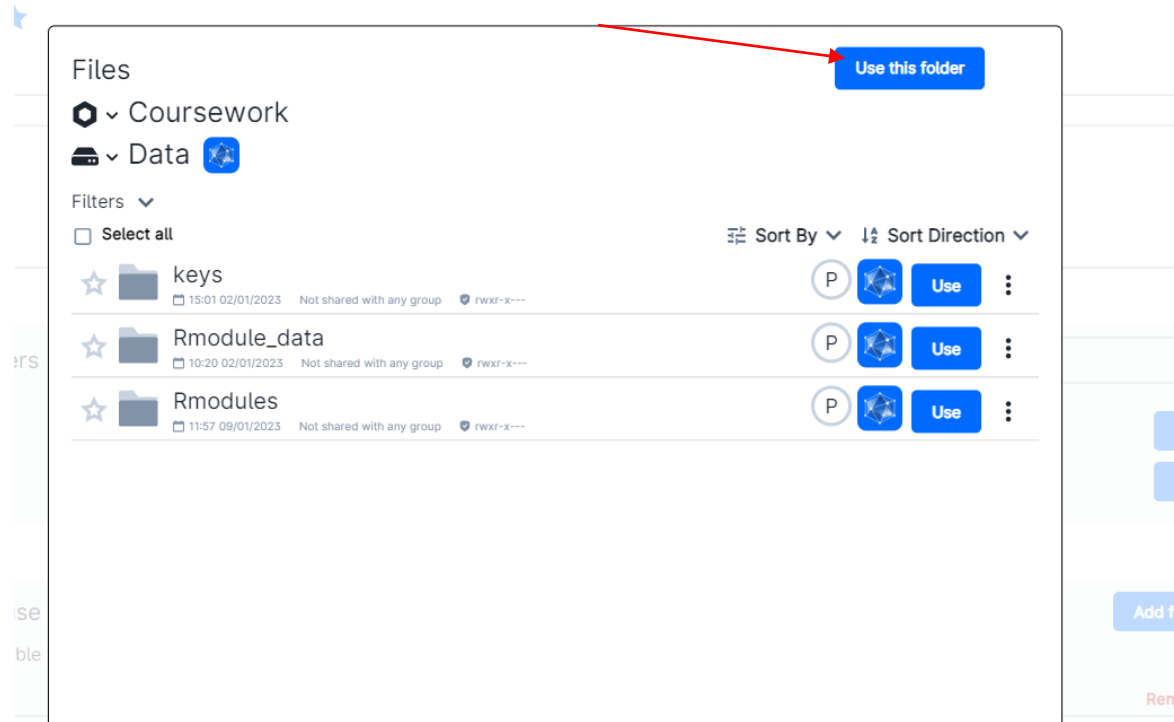 Files
Use this folder
Coursework
Data
Filters
Select all
Sort By
Sort Direction
keys
15:01 02/01/2023 Not shared with any group rwxr-x---
P
Use
Rmodule_data
10:20 02/01/2023 Not shared with any group rwxr-x---
P
Use
Rmodules
11:57 09/01/2023 Not shared with any group rwxr-x---
P
Use
ers
se
Add f
ble
Rem